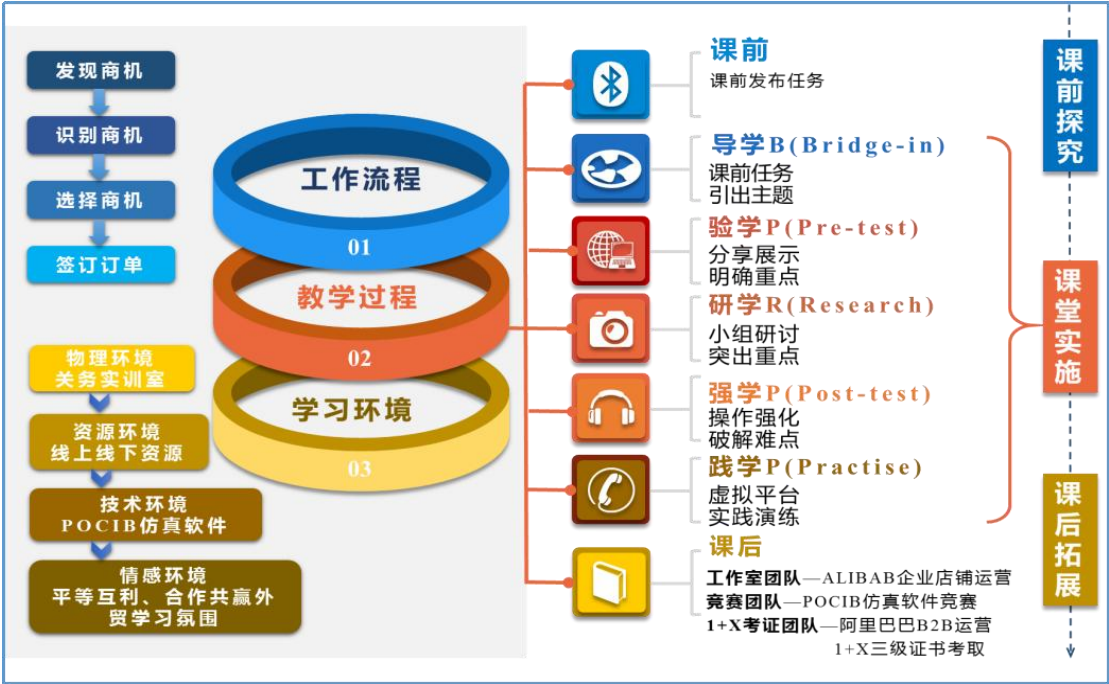 发现商机
识别商机
选择商机
签订订单
工作流程
01
教学过程
02
学习环境
03
物理环境
关务实训室
资源环境
线上线下资源
技术环境
POCIB仿真软件
情感环境
平等互利、合作共赢外
贸学习氛围
课前
课前发布任务
导学B(Bridge-in)
课前任务
引出主题
验学P(Pre-test)
分享展示
明确重点
研学R(Research)
小组研讨
突出重点
强学P(Post-test)
操作强化
破解难点
践学P(Practise)
虚拟平台
实践演练
课后
工作室团队—ALIBAB企业店铺运营
竞赛团队—POCIB仿真软件竞赛
1+X考证团队—阿里巴巴B2B运营
1+X三级证书考取
课前探究
课堂实施
课后拓展